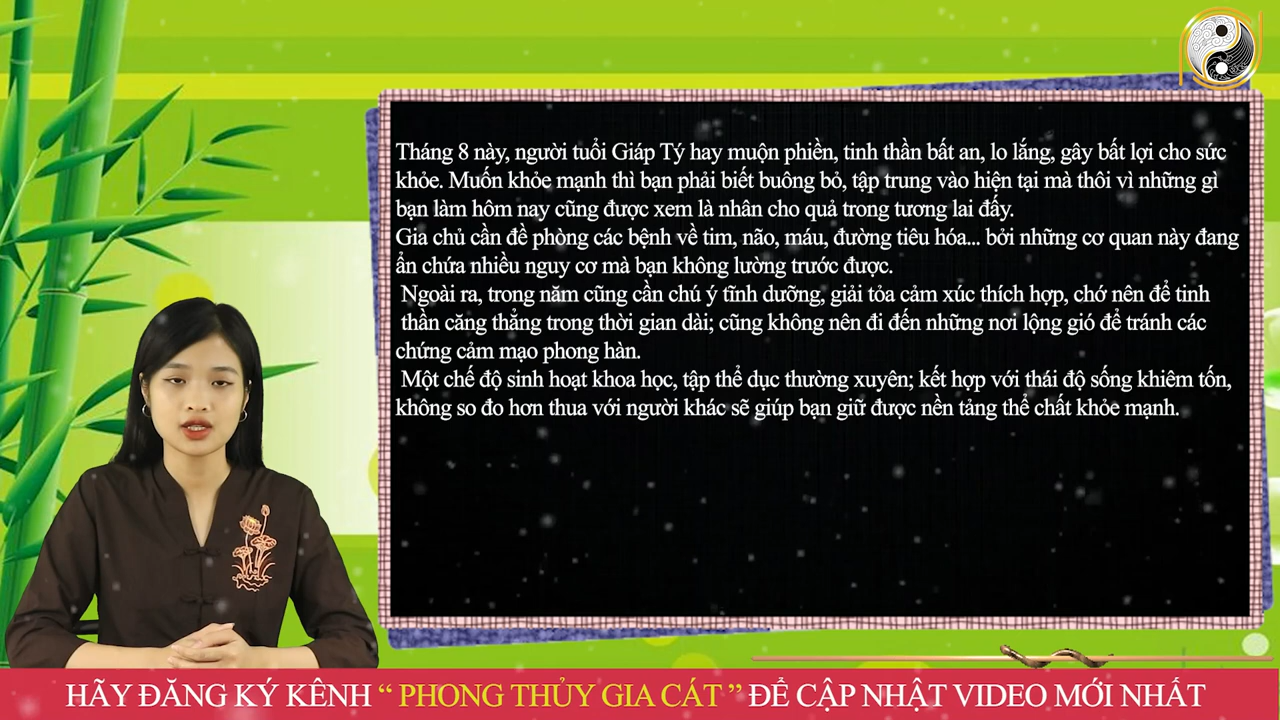 Tháng 8 này, người tuổi Giáp Tý hay muộn phiền, tinh thần bất an, lo lắng, gây bất lợi cho sức
khỏe. Muốn khỏe mạnh thì bạn phải biết buông bỏ, tập trung vào hiện tại mà thôi vì những gì
bạn làm hôm nay cũng được xem là nhân cho quả trong tương lai đấy.
Gia chủ cần đề phòng các bệnh về tim, não, máu, đường tiêu hóa... bởi những cơ quan này đang
ẩn chứa nhiều nguy cơ mà bạn không lường trước được.
Ngoài ra, trong năm cũng cần chú ý tĩnh dưỡng, giải tỏa cảm xúc thích hợp, chớ nên để tinh
thần căng thẳng trong thời gian dài; cũng không nên đi đến những nơi lộng gió để tránh các
chứng cảm mạo phong hàn.
Một chế độ sinh hoạt khoa học, tập thể dục thường xuyên; kết hợp với thái độ sống khiêm tốn,
không so đo hơn thua với người khác sẽ giúp bạn giữ được nền tảng thể chất khỏe mạnh.
HÃY ĐĂNG KÝ KÊNH “ PHONG THỦY GIA CÁT ” ĐỂ CẬP NHẬT VIDEO MỚI NHẤT